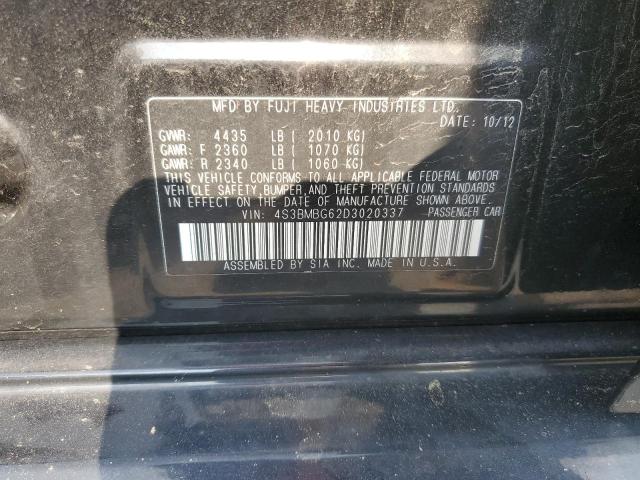 MFD BY FUJI HEAVY INDUSTRIES LTD.
DATE: 10/12
GVWR: 4435 LB ( 2010 KG)
GAWR: F 2360 LB ( 1070 KG)
GAWR: R 2340 LB ( 1060 KG)
THIS VEHICLE CONFORMS TO ALL APPLICABLE FEDERAL MOTOR
VEHICLE SAFETY, BUMPER, AND THEFT PREVENTION STANDARDS
IN EFFECT ON THE DATE OF MANUFACTURE SHOWN ABOVE.
VIN: 4S3BMBG62D3020337 PASSENGER CAR
ASSEMBLED BY SIA INC. MADE IN U.S.A.